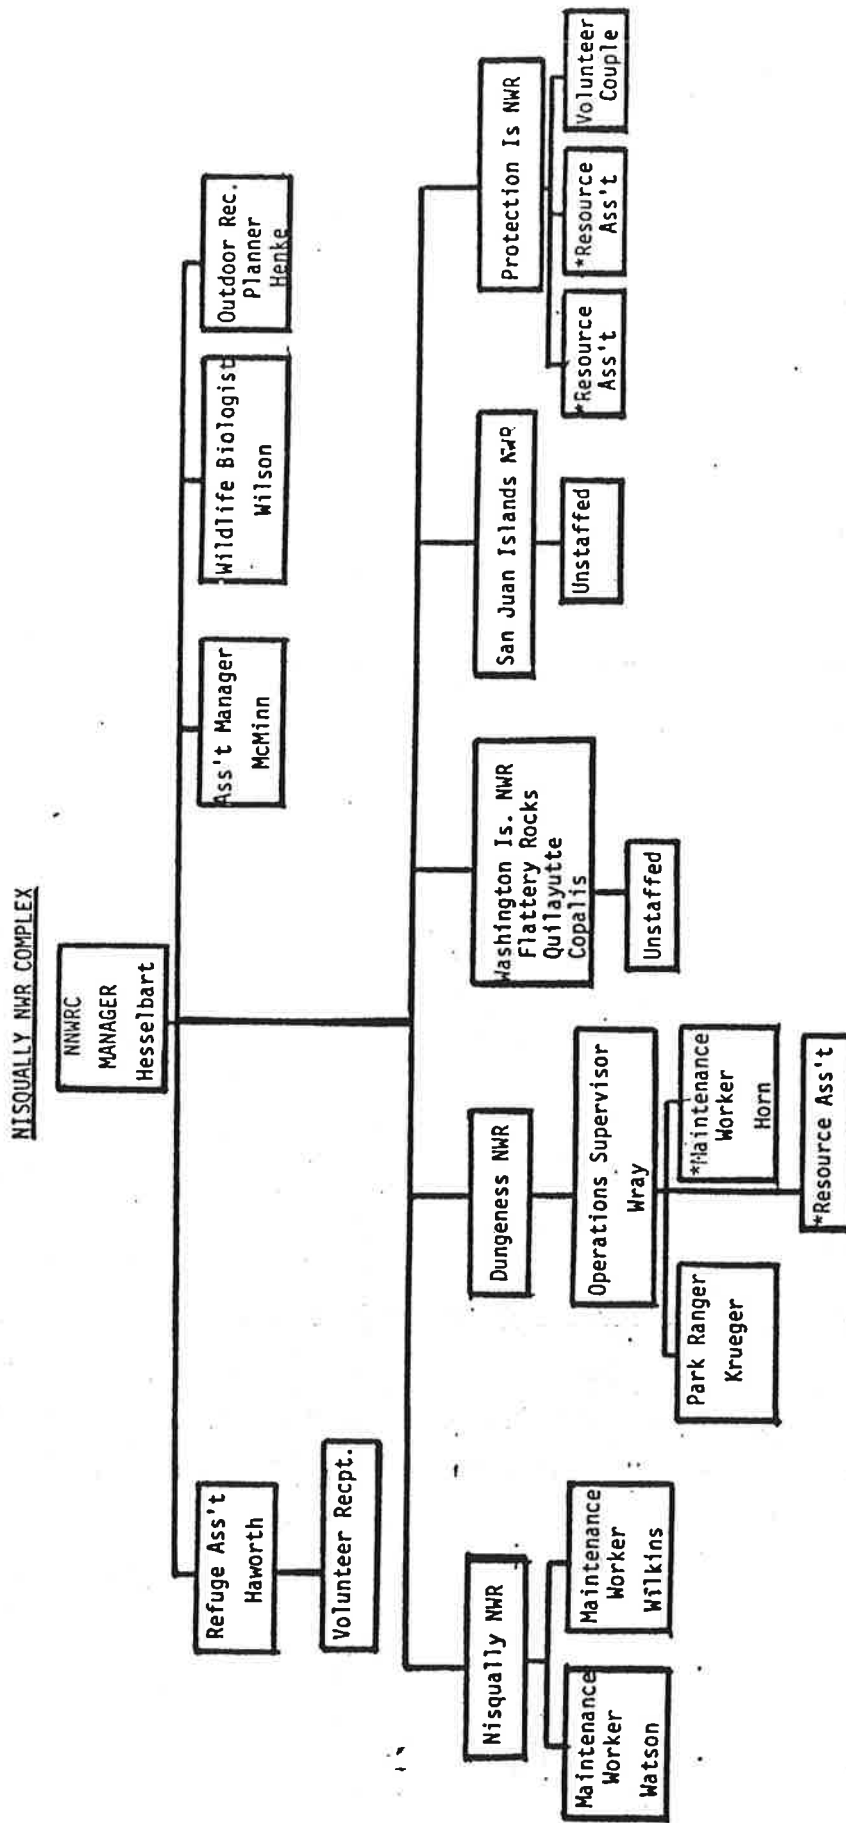 NISQUALLY NWR COMPLEX
NNWRC
MANAGER
Hesselbart
Refuge Ass't
Haworth
Volunteer Recpt.
Ass't Manager
McMinn
Wildlife Biologist
Wilson
Outdoor Rec.
Planner
Henke
Nisqually NWR
Maintenance
Worker
Watson
Maintenance
Worker
Wilkins
Dungeness NWR
Operations Supervisor
Wray
Park Ranger
Krueger
*Maintenance
Worker
Horn
*Resource Ass't
Washington Is. NWR
Flattery Rocks
Quilayutte
Copalis
Unstaffed
San Juan Islands NWR
Unstaffed
Protection Is NWR
*Resource
Ass't
*Resource
Ass't
Volunteer
Couple